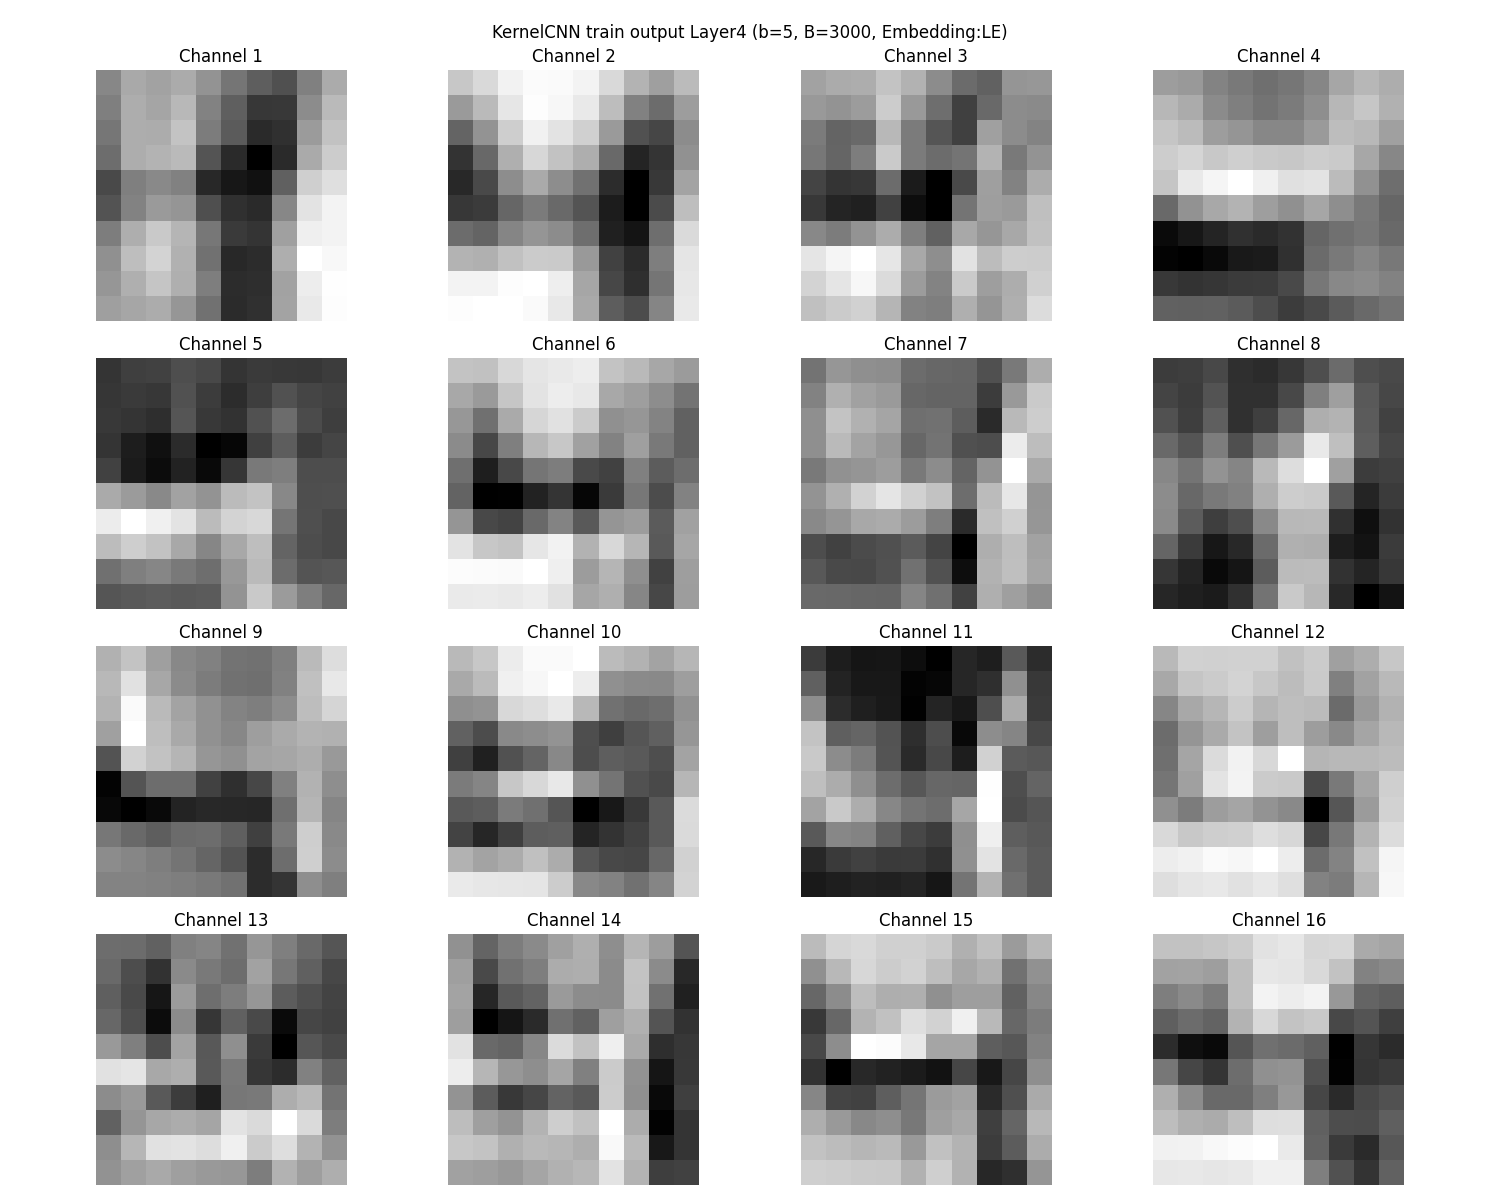 KernelCNN train output Layer4 (b=5, B=3000, Embedding:LE)
Channel 1
Channel 2
Channel 3
Channel 4
Channel 5
Channel 6
Channel 7
Channel 8
Channel 9
Channel 10
Channel 11
Channel 12
Channel 13
Channel 14
Channel 15
Channel 16